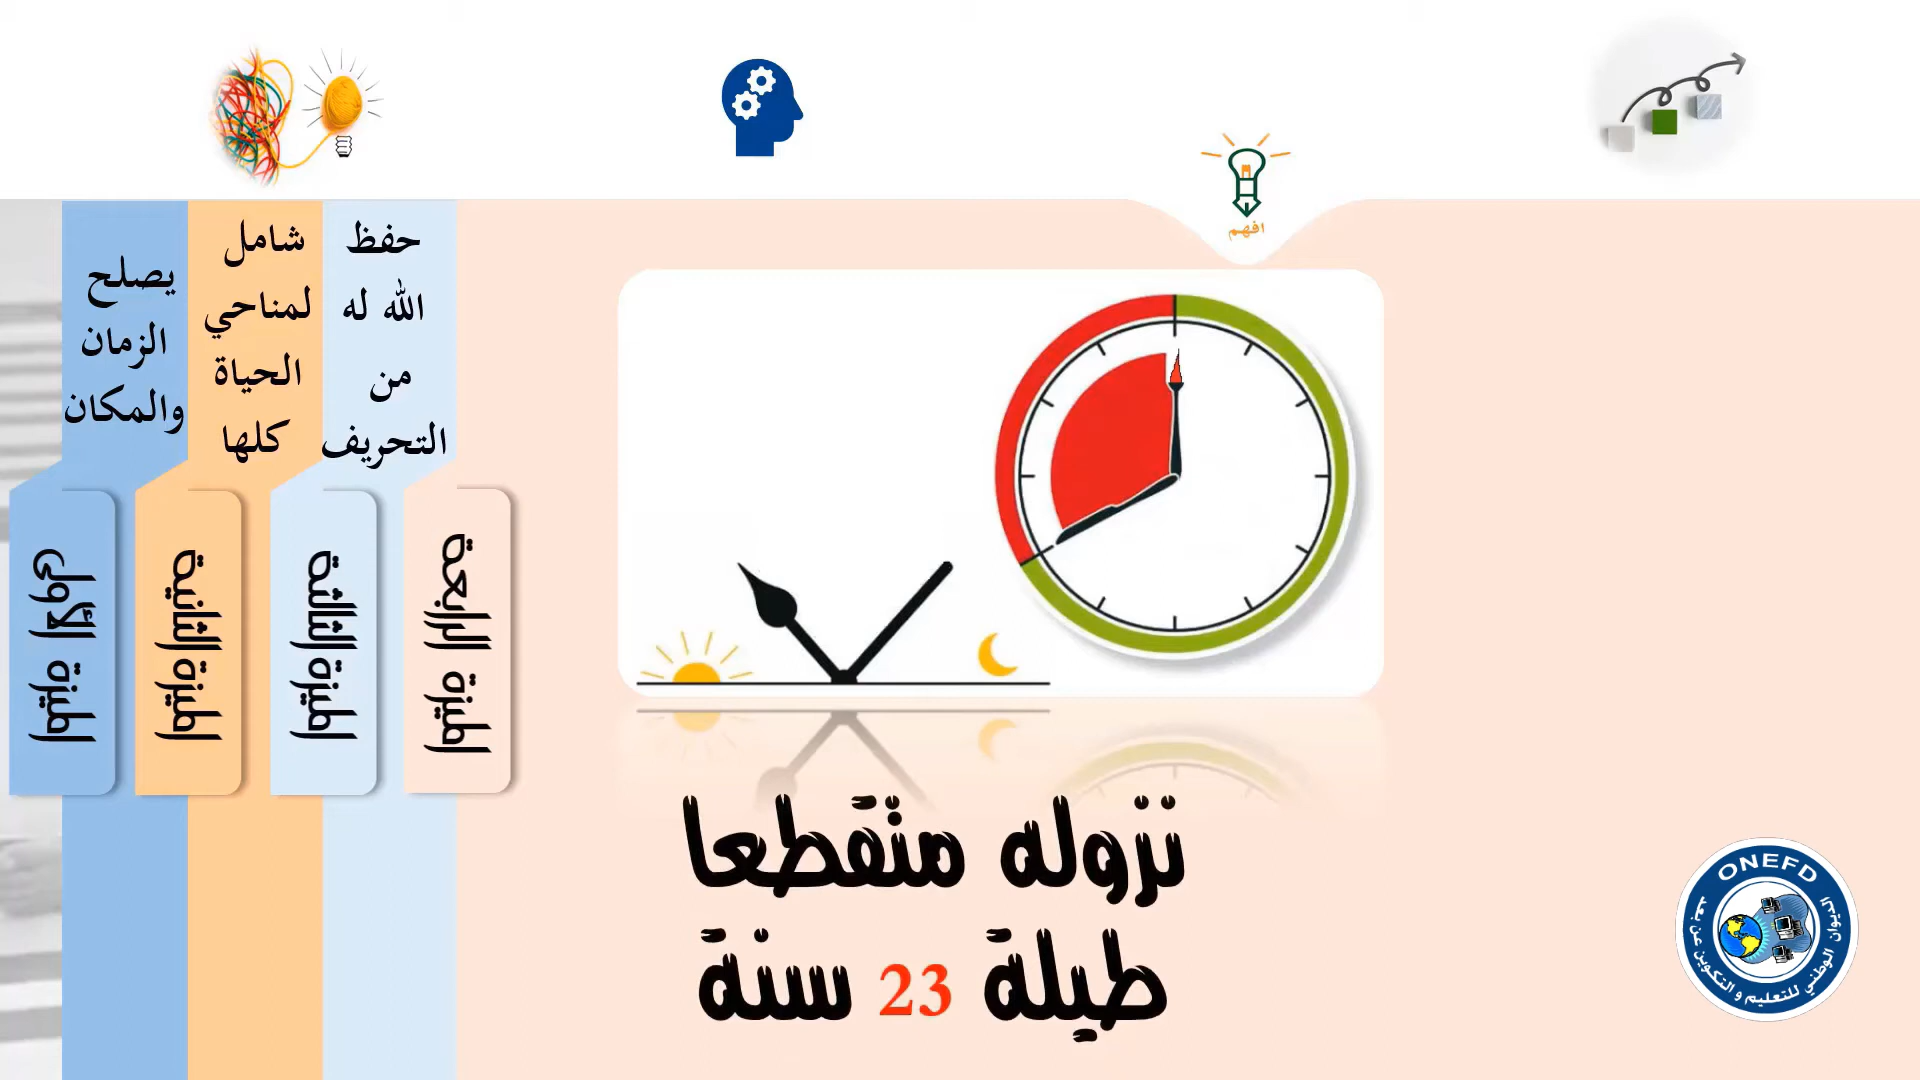 افهم
حفظ
الله له
من
التحريف
شامل
لمناحي
الحياة
كلها
يصلح
الزمان
والمكان
الميزة الرابعة
الميزة الثالثة
الميزة الثانية
الميزة الأولى
نزوله متقطعا
طيلة 23 سنة
ONEFD
الديوان الوطني للتعليم و التكوين عن بعد